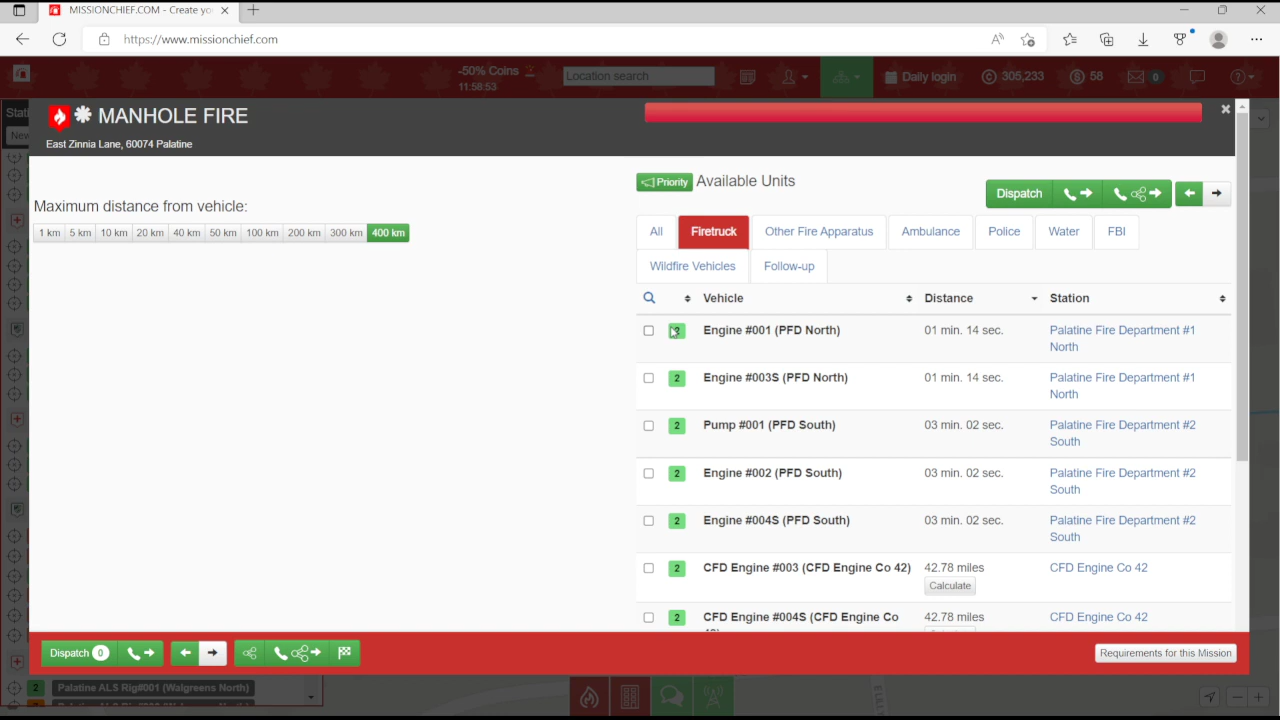 MISSIONCHIEF.COM - Create yo
https://www.missionchief.com
-50% Coins
11:58:53
Location search
Daily login
305,233
58
0
Stati
New
MANHOLE FIRE
East Zinnia Lane, 60074 Palatine
Priority Available Units
Dispatch
Maximum distance from vehicle:
1 km 5 km 10 km 20 km 40 km 50 km 100 km 200 km 300 km 400 km
All Firetruck Other Fire Apparatus Ambulance Police Water FBI
Wildfire Vehicles Follow-up
Vehicle Distance Station
2 Engine #001 (PFD North) 01 min. 14 sec. Palatine Fire Department #1
North
2 Engine #003S (PFD North) 01 min. 14 sec. Palatine Fire Department #1
North
2 Pump #001 (PFD South) 03 min. 02 sec. Palatine Fire Department #2
South
2 Engine #002 (PFD South) 03 min. 02 sec. Palatine Fire Department #2
South
2 Engine #004S (PFD South) 03 min. 02 sec. Palatine Fire Department #2
South
2 CFD Engine #003 (CFD Engine Co 42) 42.78 miles CFD Engine Co 42
Calculate
2 CFD Engine #004S (CFD Engine Co 42.78 miles CFD Engine Co 42
Dispatch 0
Requirements for this Mission
2 Palatine ALS Rig#001 (Walgreens North)